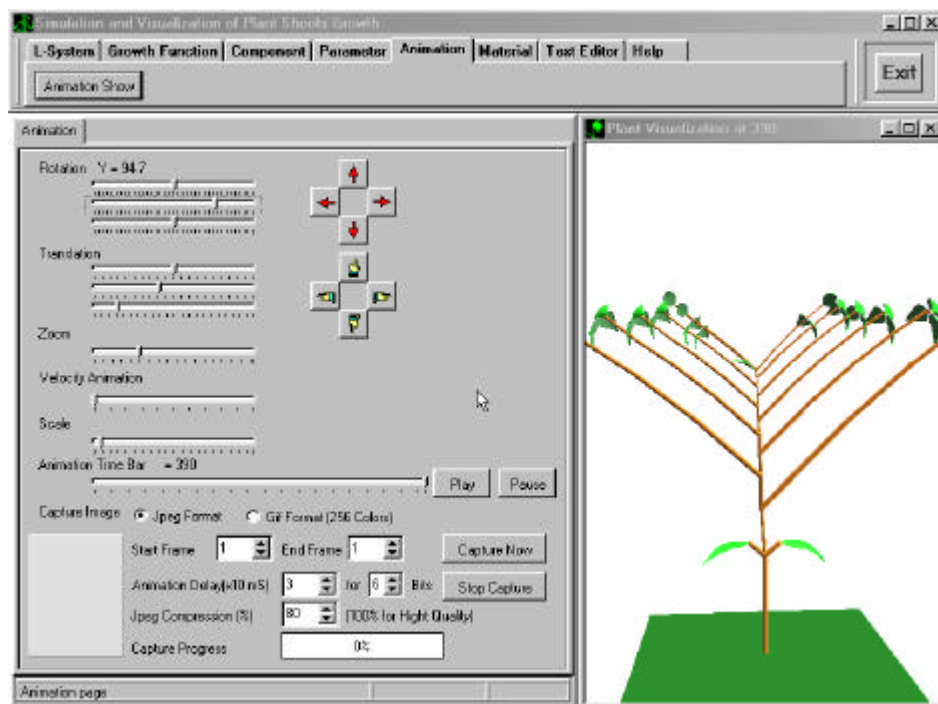 Simulation and Visualization of Plant Shoots Growth
L-System Growth Function Component Parameter Animation Material Text Editor Help
Animation Show
Exit
Animation
Plant Visualization at 390
Rotation Y = 94.7
Translation
Zoom
Velocity Animation
Scale
Animation Time Bar = 390
Play Pause
Capture Image Jpeg Format Gif Format (256 Colors)
Start Frame 1 End Frame 1 Capture Now
Animation Delay(x10 mS) 3 for 6 Bits Stop Capture
Jpeg Compression (%) 80 (100% for Hight Quality)
Capture Progress 0%
Animation page